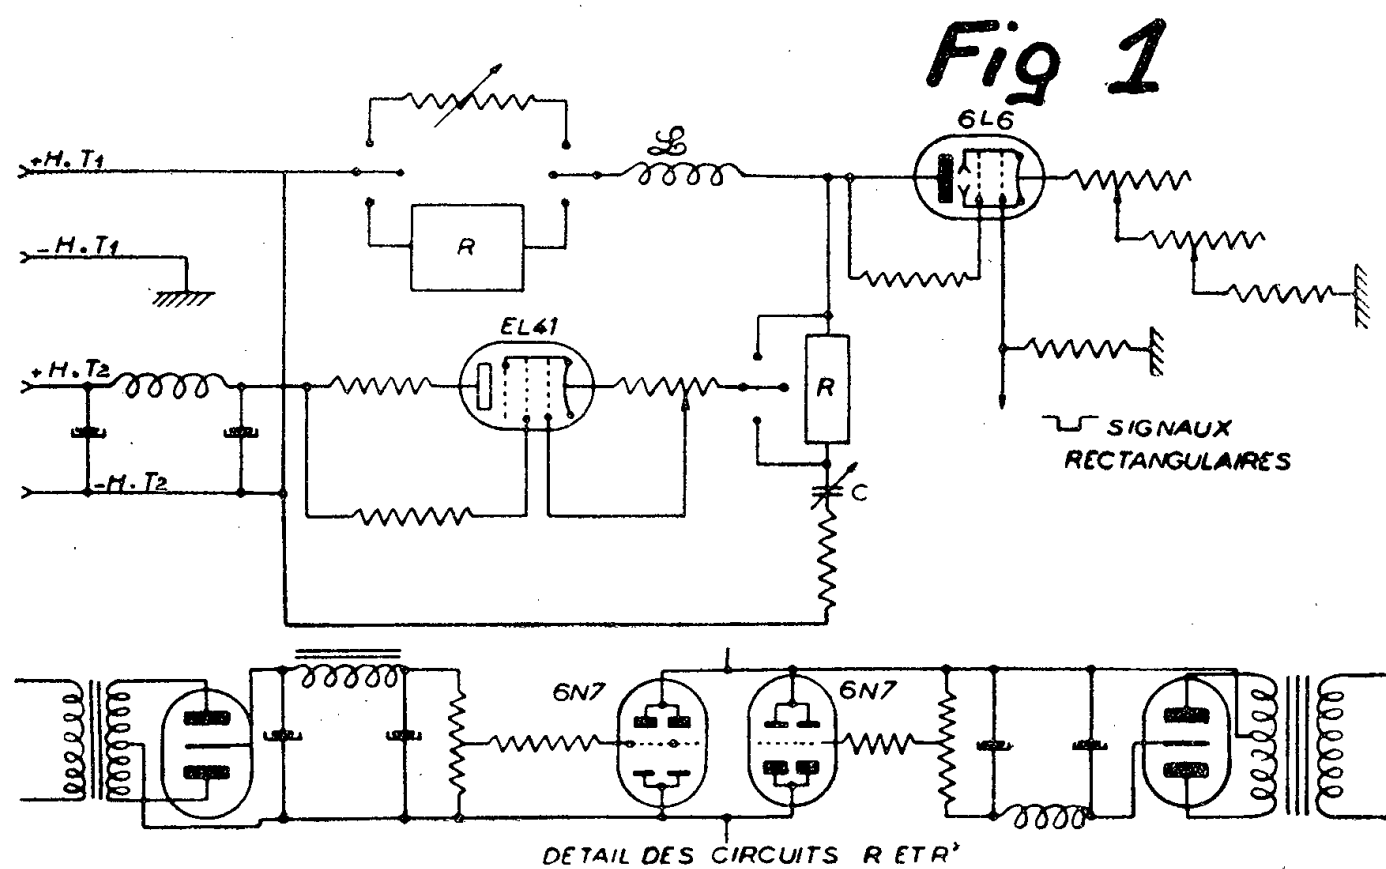 Fig 1
6L6
+H.T1
L
-H.T1
R
EL41
+H.T2
R
SIGNAUX
RECTANGULAIRES
-H.T2
C
6N7
6N7
DETAIL DES CIRCUITS R ET R'